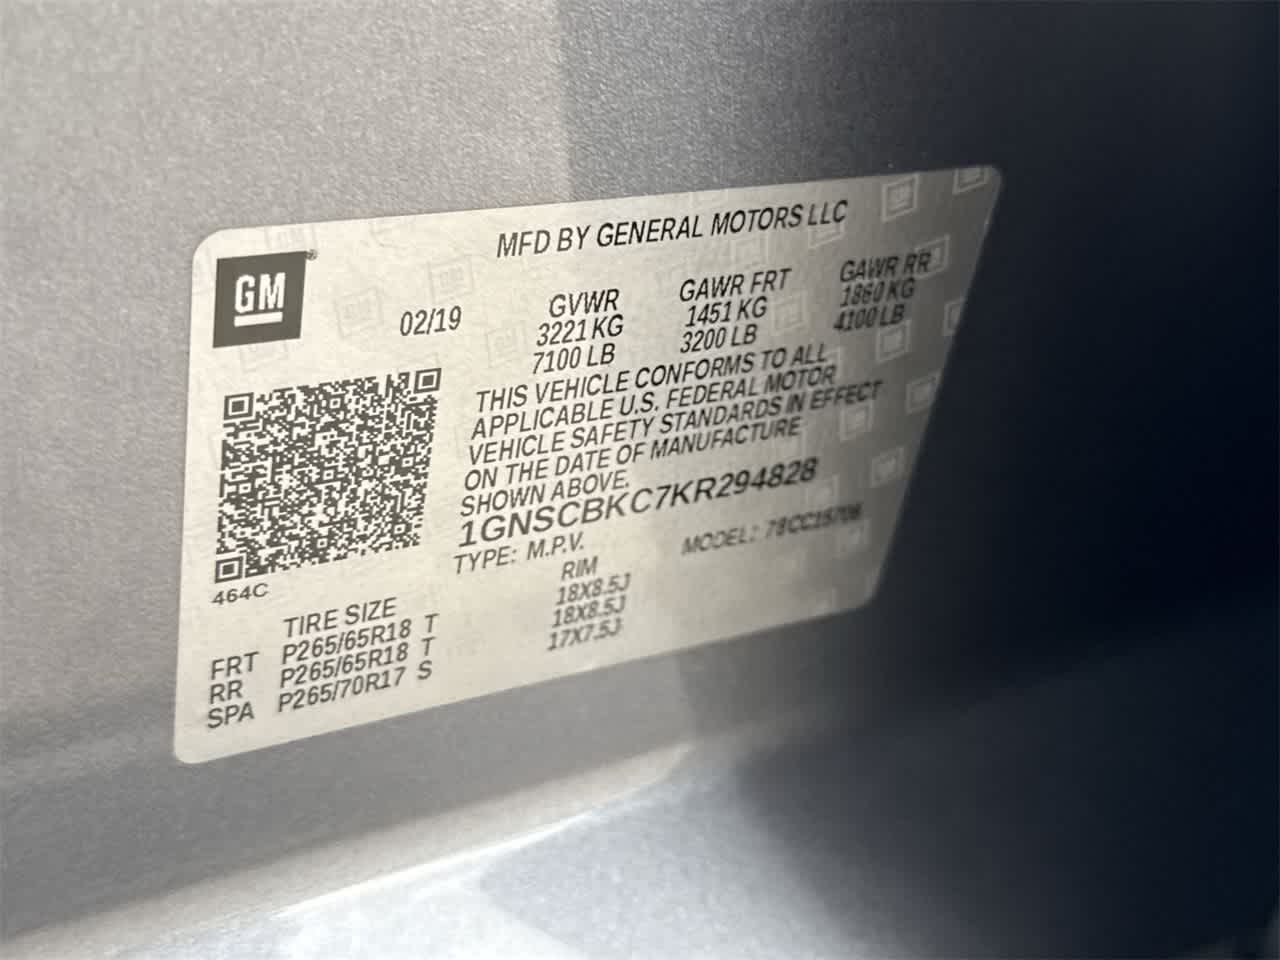 GM®
MFD BY GENERAL MOTORS LLC
02/19
GVWR GAWR FRT GAWR RR
3221 KG 1451 KG 1860 KG
7100 LB 3200 LB 4100 LB
THIS VEHICLE CONFORMS TO ALL
APPLICABLE U.S. FEDERAL MOTOR
VEHICLE SAFETY STANDARDS IN EFFECT
ON THE DATE OF MANUFACTURE
SHOWN ABOVE.
1GNSCBKC7KR294828
TYPE: M.P.V. MODEL:
464C
TIRE SIZE RIM
FRT P265/65R18 T 18X8.5J
RR P265/65R18 T 18X8.5J
SPA P265/70R17 S 17X7.5J